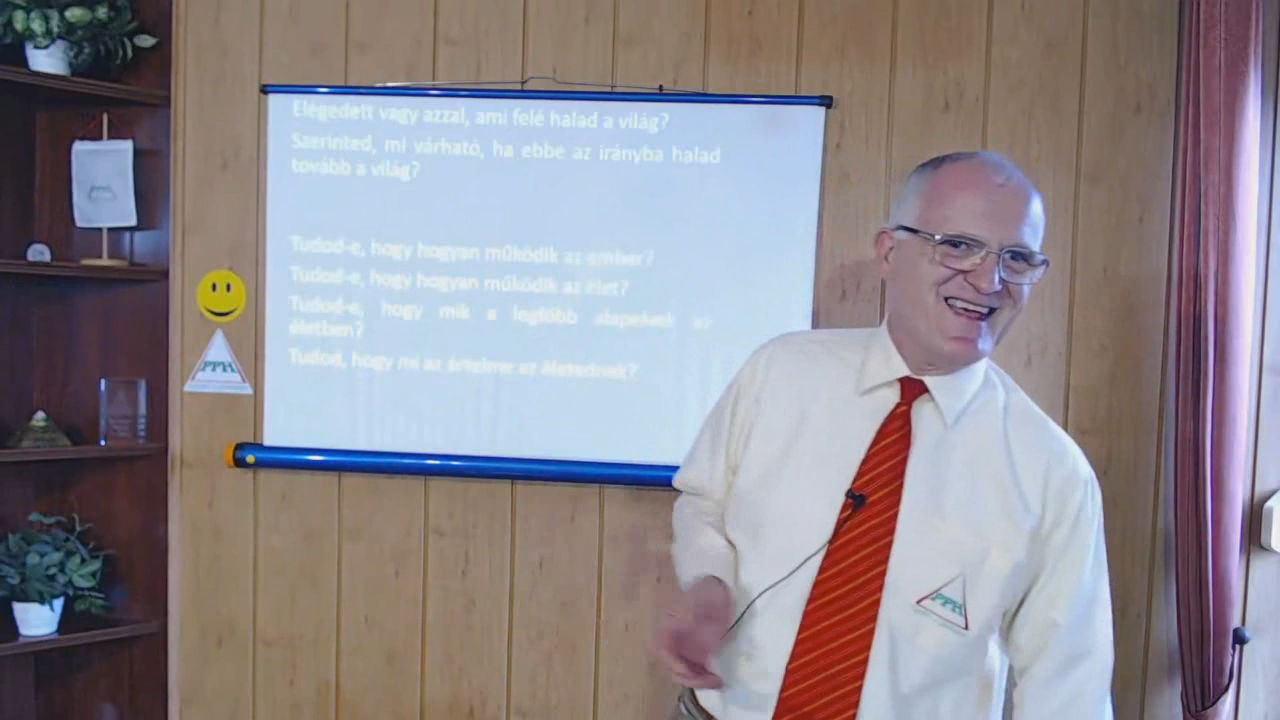 Elégedett vagy azzal, ami felé halad a világ?
Szerinted, mi várható, ha ebbe az irányba halad
tovább a világ?
Tudod-e, hogy hogyan működik az ember?
Tudod-e, hogy hogyan működik az élet?
Tudod-e, hogy mik a legfőbb alapelvek az
életben?
Tudod, hogy mi az értelme az életednek?
PPH
PPH